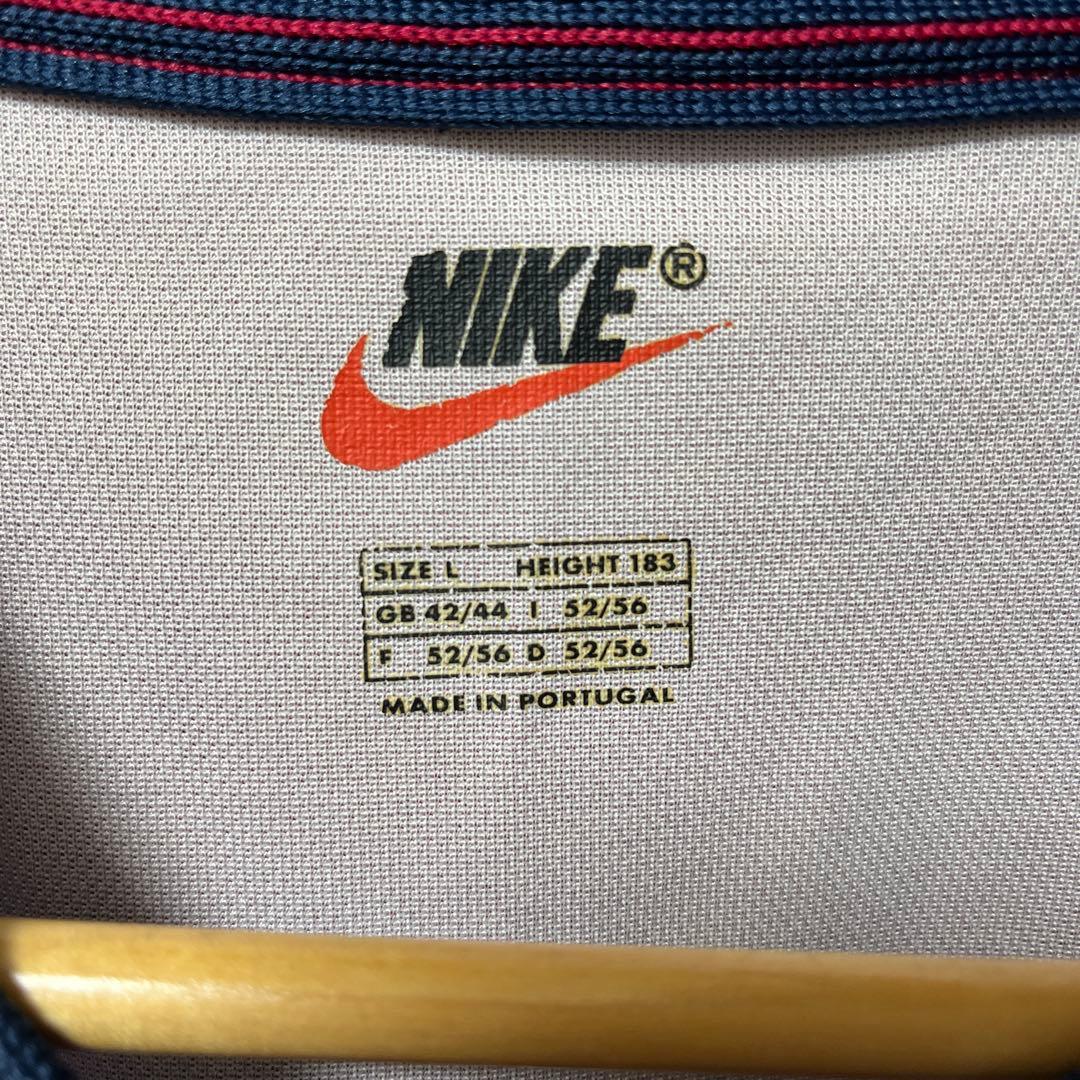 NIKE®
SIZE L HEIGHT 183
GB 42/44 I 52/56
F 52/56 D 52/56
MADE IN PORTUGAL